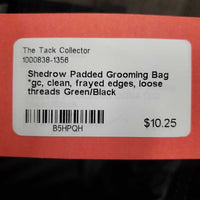 The Tack Collector
1000838-1356
Shedrow Padded Grooming Bag
*gc, clean, frayed edges, loose
threads Green/Black
B5HPQH
$10.25